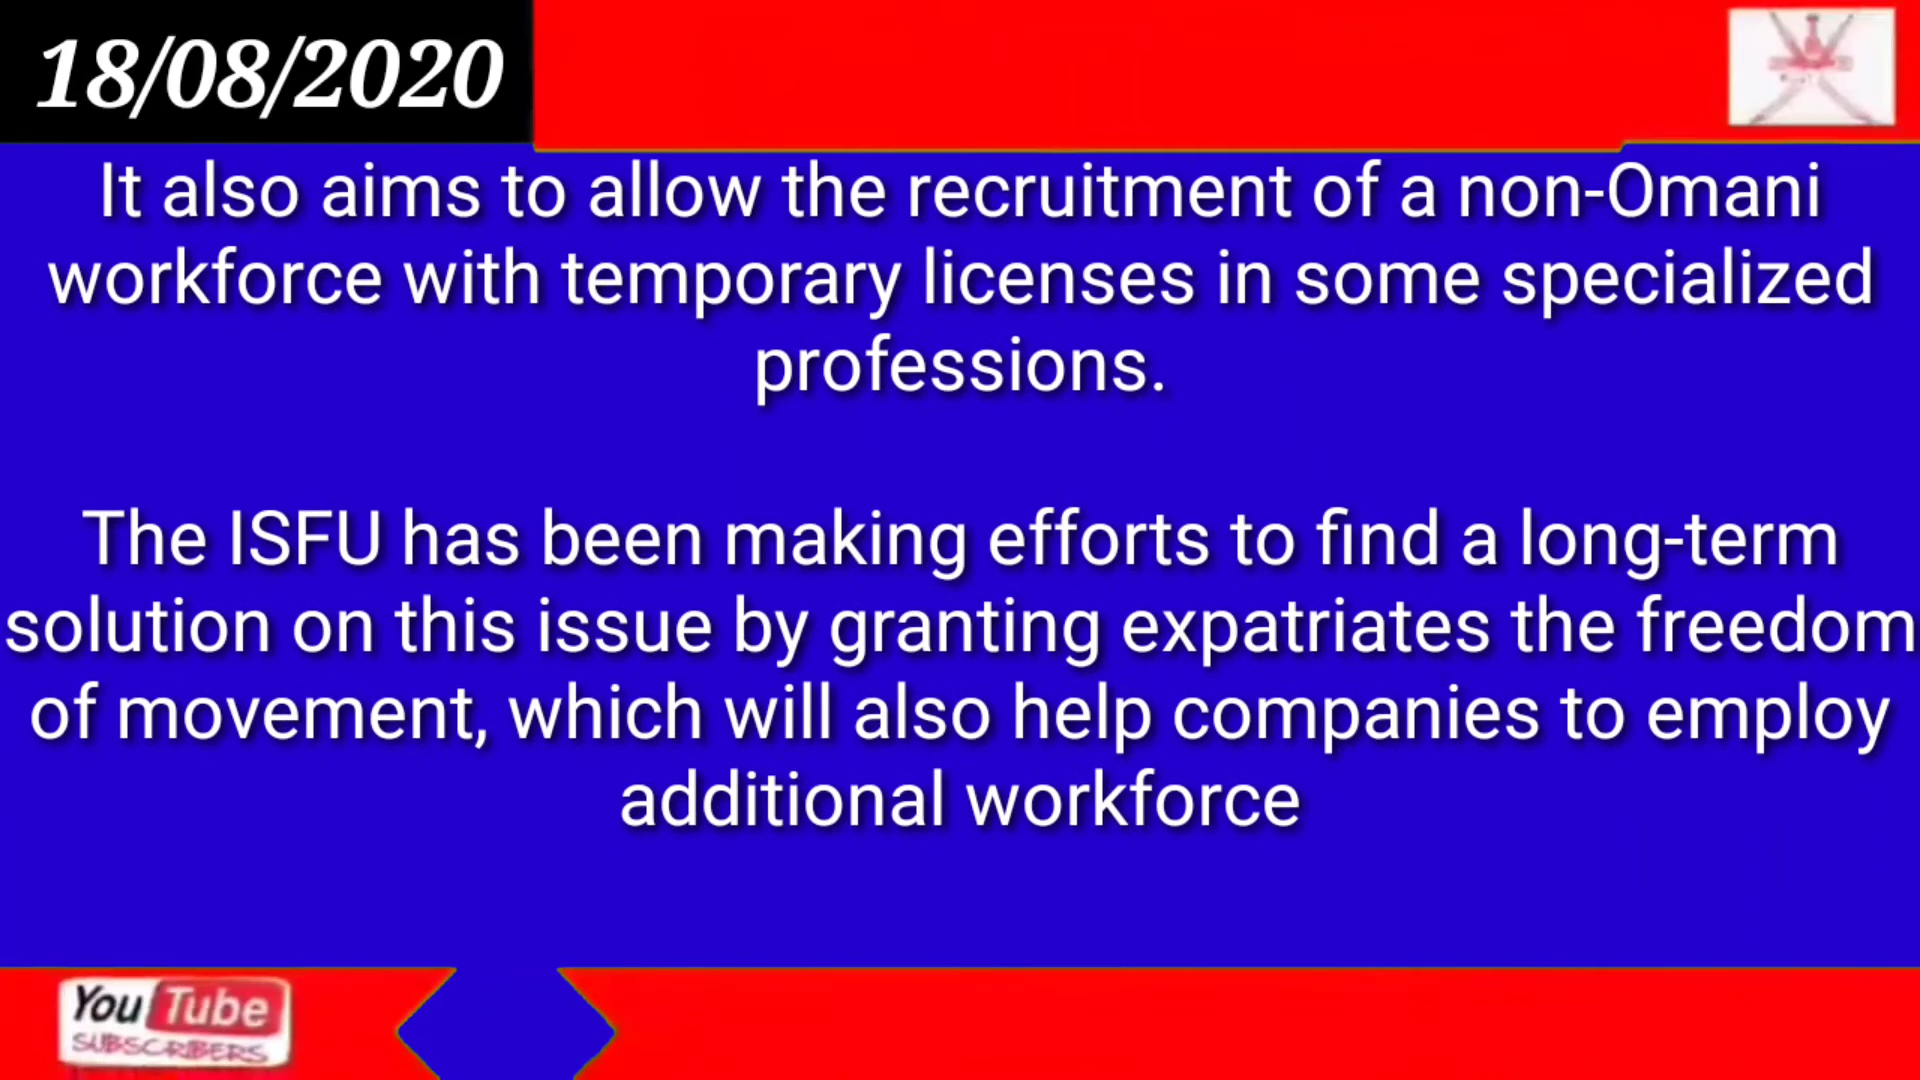 18/08/2020
It also aims to allow the recruitment of a non-Omani
workforce with temporary licenses in some specialized
professions.
The ISFU has been making efforts to find a long-term
solution on this issue by granting expatriates the freedom
of movement, which will also help companies to employ
additional workforce
YouTube
SUBSCRIBERS